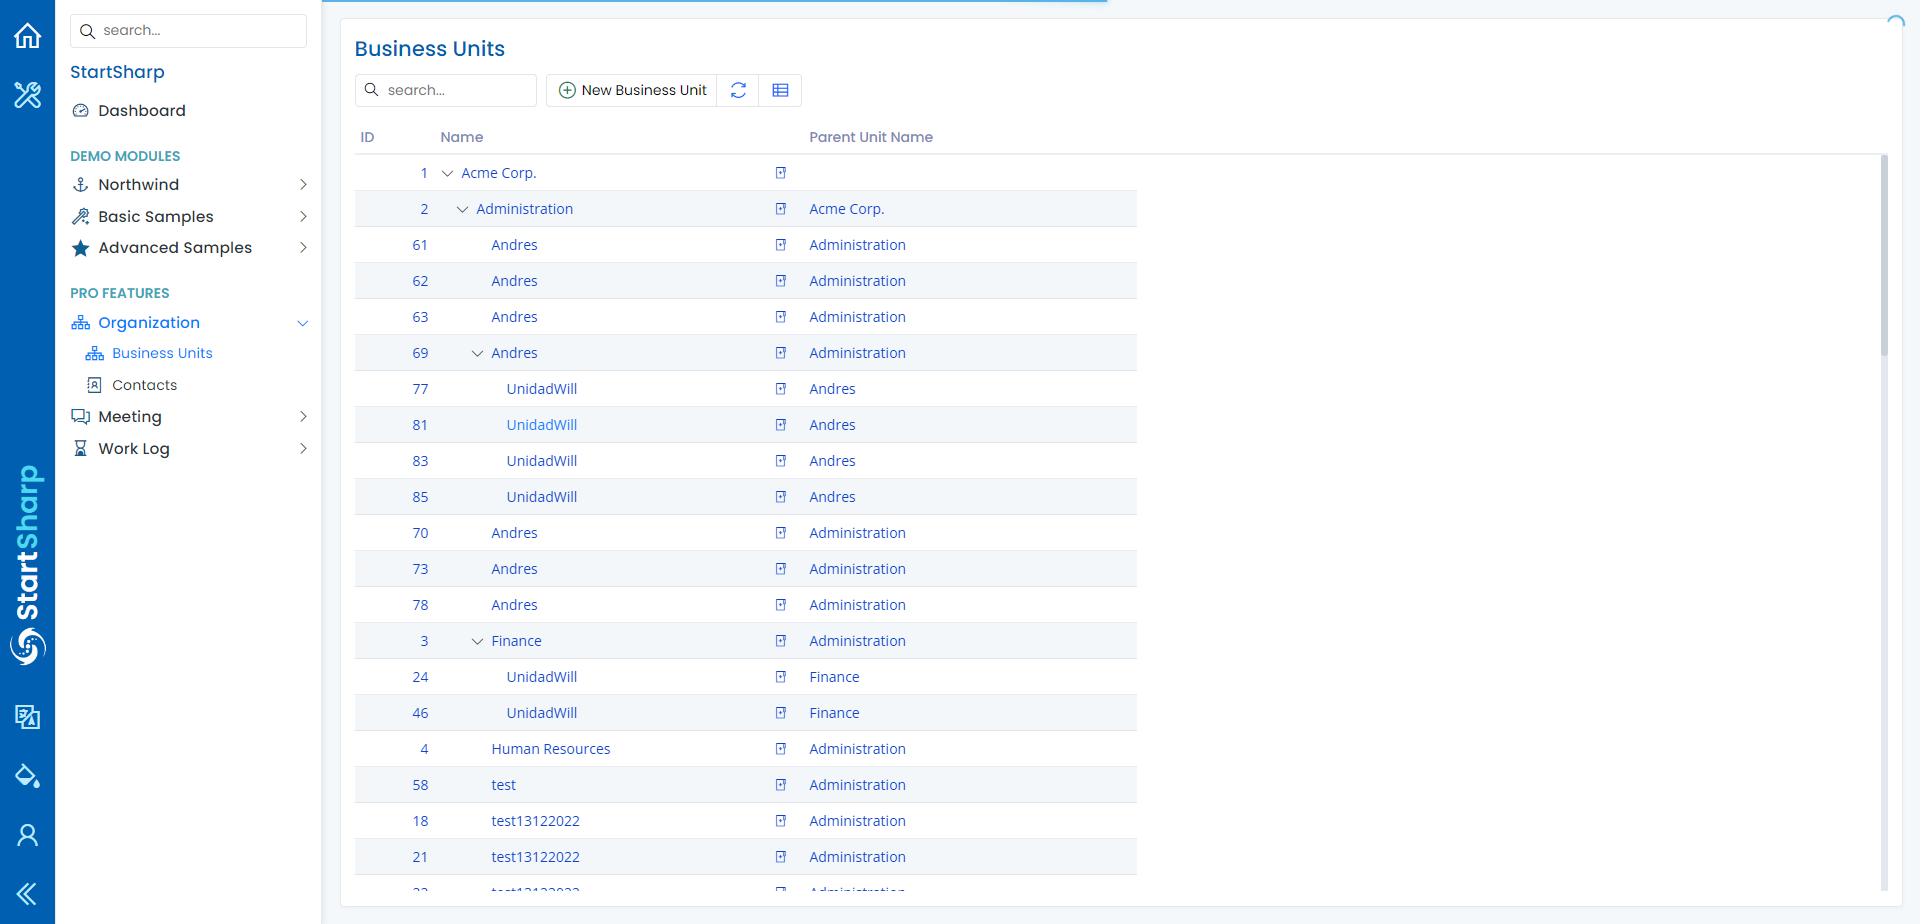 search...
StartSharp
Dashboard
DEMO MODULES
Northwind
Basic Samples
Advanced Samples
PRO FEATURES
Organization
Business Units
Contacts
Meeting
Work Log
StartSharp
Business Units
search...
New Business Unit
ID Name Parent Unit Name
1 Acme Corp.
2 Administration Acme Corp.
61 Andres Administration
62 Andres Administration
63 Andres Administration
69 Andres Administration
77 UnidadWill Andres
81 UnidadWill Andres
83 UnidadWill Andres
85 UnidadWill Andres
70 Andres Administration
73 Andres Administration
78 Andres Administration
3 Finance Administration
24 UnidadWill Finance
46 UnidadWill Finance
4 Human Resources Administration
58 test Administration
18 test13122022 Administration
21 test13122022 Administration